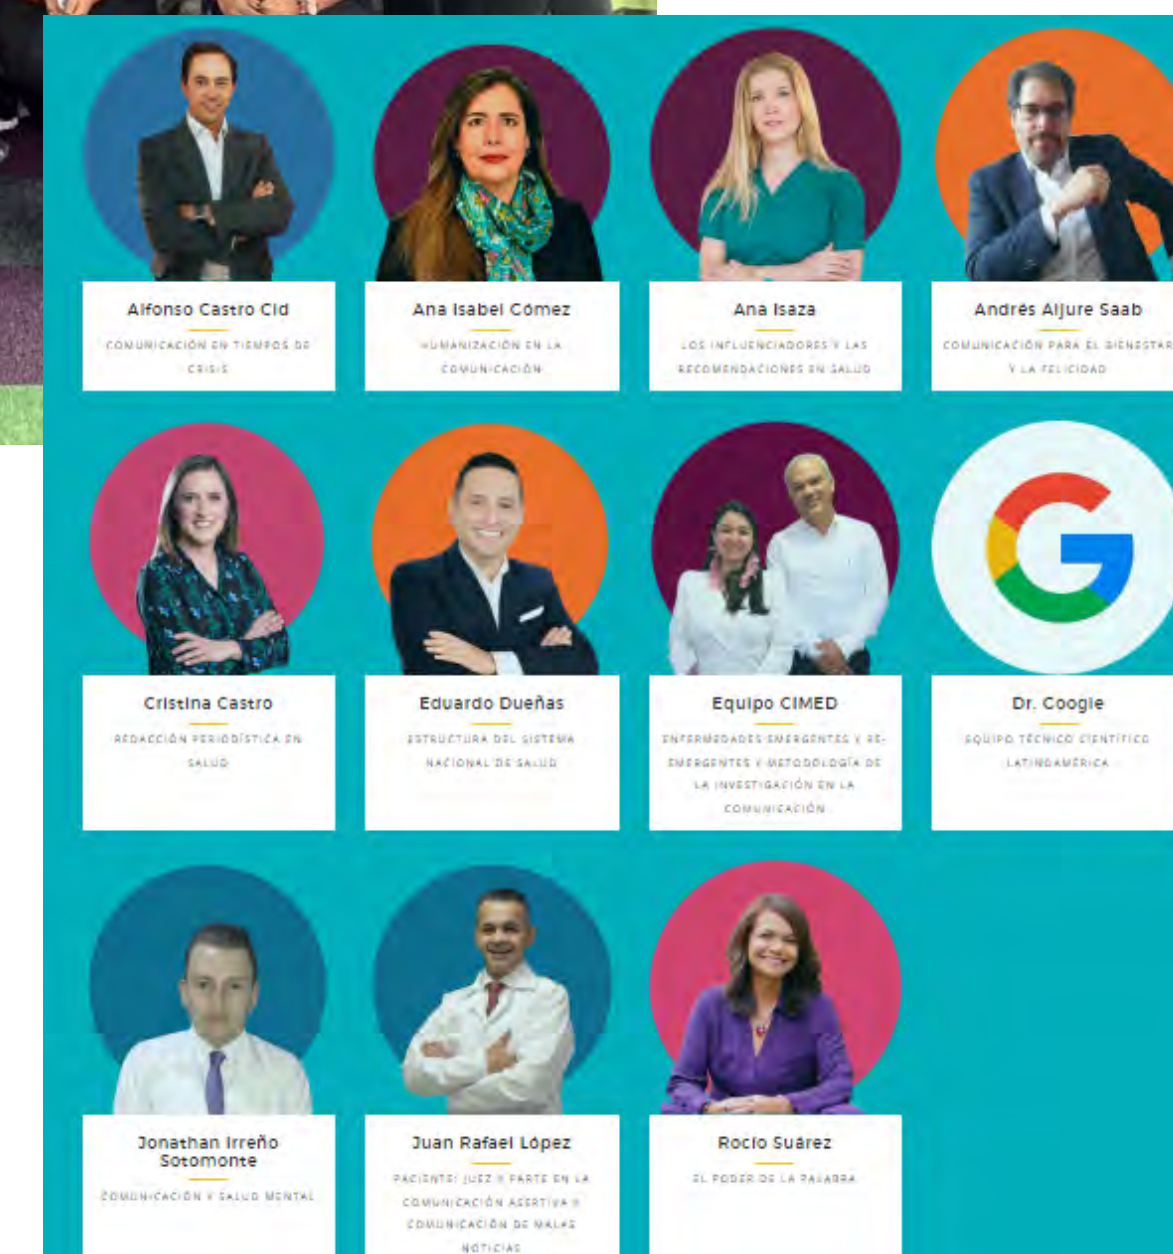 Alfonso Castro Cid
COMUNICACIÓN EN TIEMPOS DE
CRISIS
Ana Isabel Cómez
HUMANIZACIÓN EN LA
COMUNICACIÓN
Ana Isaza
LOS INFLUENCIADORES Y LAS
RECOMENDACIONES EN SALUD
Andrés Aljure Saab
COMUNICACIÓN PARA EL BIENESTAR
Y LA FELICIDAD
Cristina Castro
REDACCIÓN PERIODÍSTICA EN
SALUD
Eduardo Dueñas
ESTRUCTURA DEL SISTEMA
NACIONAL DE SALUD
Equipo CIMED
ENFERMEDADES EMERGENTES Y RE-
EMERGENTES Y METODOLOGÍA DE
LA INVESTIGACIÓN EN LA
COMUNICACIÓN
G
Dr. Coogle
EQUIPO TÉCNICO CIENTÍFICO
LATINOAMÉRICA
Jonathan Irreño
Sotomonte
COMUNICACIÓN Y SALUD MENTAL
Juan Rafael López
PACIENTE: JUEZ Y PARTE EN LA
COMUNICACIÓN ASERTIVA Y
COMUNICACIÓN DE MALAS
NOTICIAS
Rocío Suárez
EL PODER DE LA PALABRA